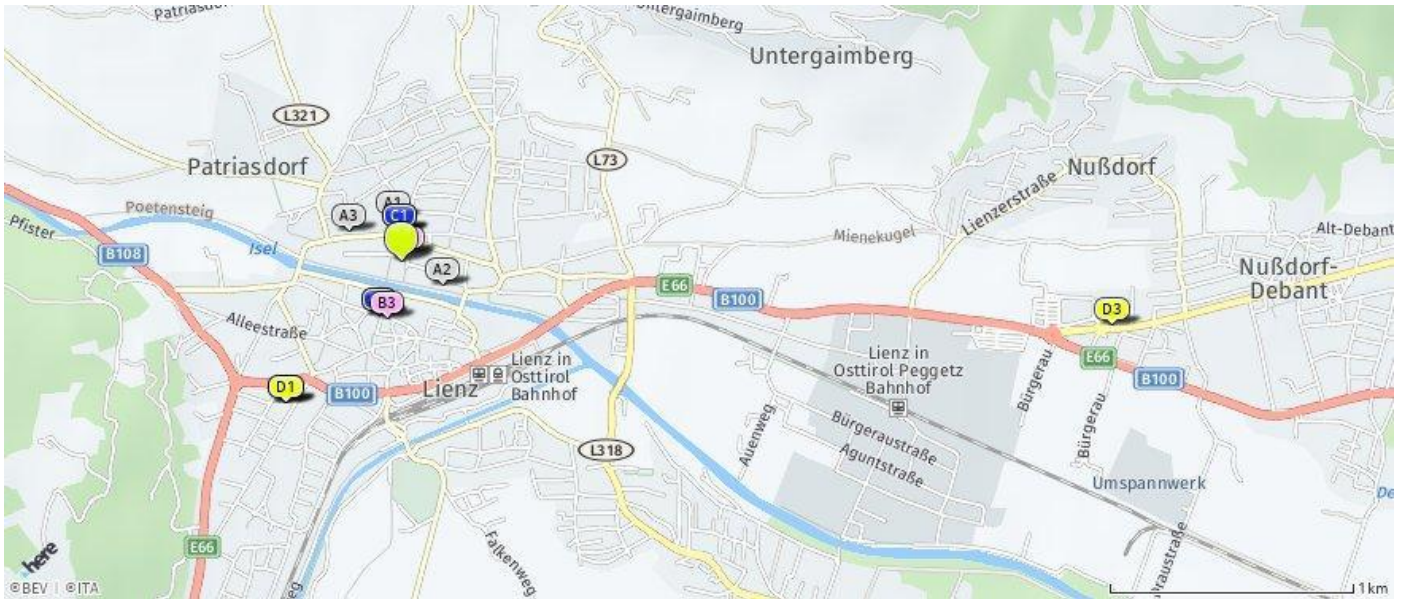 Patriasdorf
Untergaimberg
Untergaimberg
L321
L73
Patriasdorf
Nußdorf
Lienzerstraße
A1
A3
C1
Poetensteig
Pfister
Isel
B108
Mienekugel
Alt-Debant
A2
Nußdorf-
Debant
E66
B100
B3
D3
Alleestraße
Lienz in
Osttirol
Bahnhof
Lienz in
Osttirol Peggetz
Bahnhof
E66
B100
D1
B100
Lienz
Bürgerau
Bürgerau
Auenweg
Bürgeraustraße
Aguntstraße
L318
Umspannwerk
E66
Falkenweg
here
©BEV | ©ITA
1 km